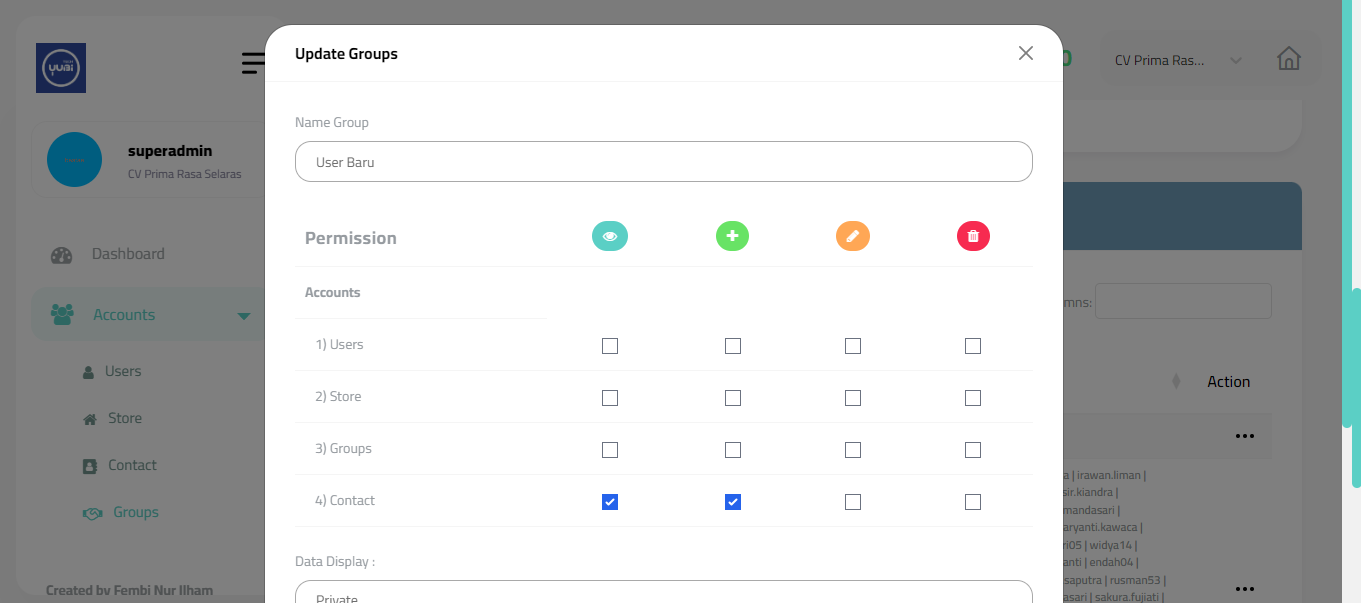 Update Groups
CV Prima Ras...
superadmin
CV Prima Rasa Selaras
Name Group
User Baru
Permission
Dashboard
Accounts
Users
Store
Contact
Groups
Created by Fembi Nur Ilham
Accounts
1) Users
2) Store
3) Groups
4) Contact
Data Display :
Private
mns:
Action
a | irawan.liman |
sir.kiandra |
mandasari |
aryanti.kawaca |
ri05 | widya14 |
anti | endah04 |
saputra | rusman53 |
asari | sakura.fujiati |